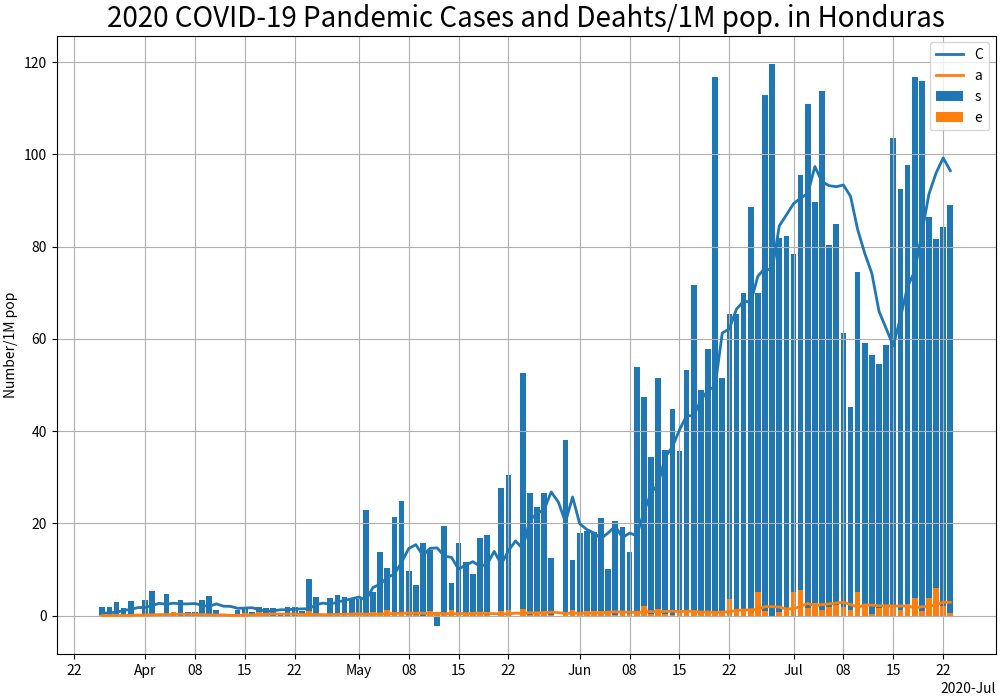 2020 COVID-19 Pandemic Cases and Deahts/1M pop. in Honduras
C
a
s
e
Number/1M pop
120
100
80
60
40
20
0
22 Apr 08 15 22 May 08 15 22 Jun 08 15 22 Jul 08 15 22
2020-Jul